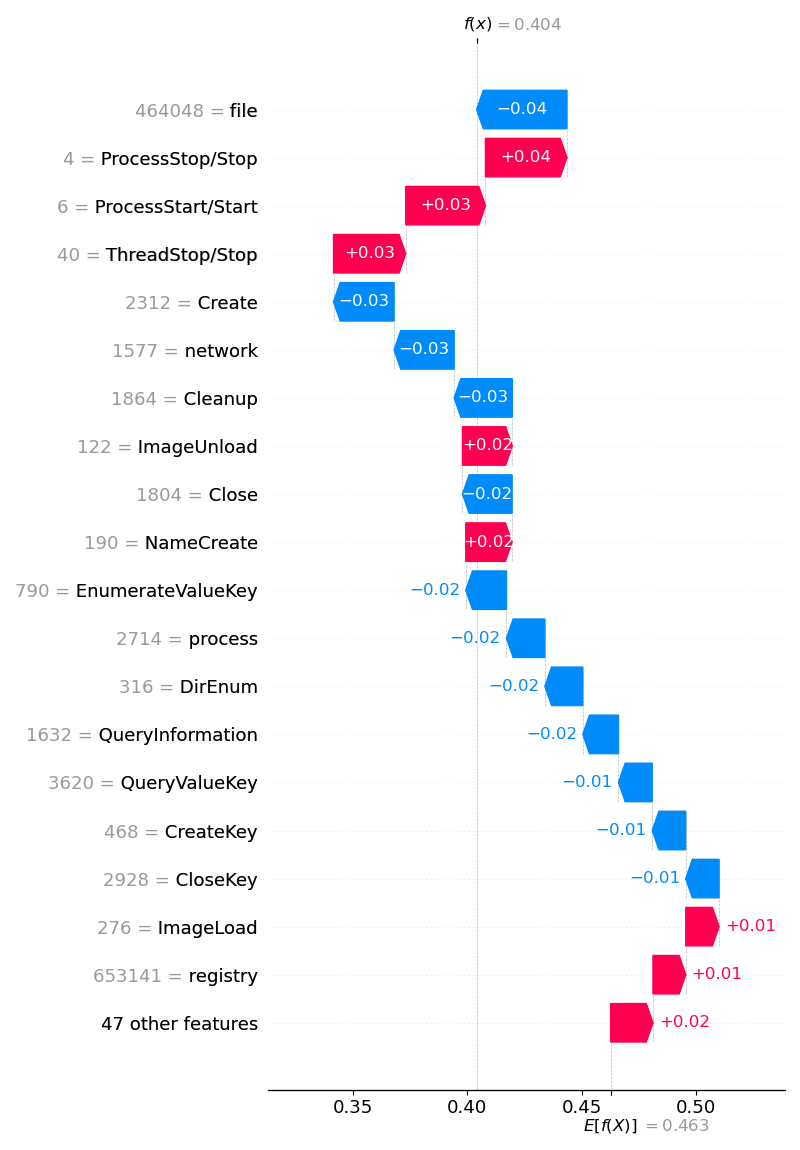 f(x) = 0.404
464048 = file −0.04
4 = ProcessStop/Stop +0.04
6 = ProcessStart/Start +0.03
40 = ThreadStop/Stop +0.03
2312 = Create −0.03
1577 = network −0.03
1864 = Cleanup −0.03
122 = ImageUnload +0.02
1804 = Close −0.02
190 = NameCreate +0.02
790 = EnumerateValueKey −0.02
2714 = process −0.02
316 = DirEnum −0.02
1632 = QueryInformation −0.02
3620 = QueryValueKey −0.01
468 = CreateKey −0.01
2928 = CloseKey −0.01
276 = ImageLoad +0.01
653141 = registry +0.01
47 other features +0.02
0.35 0.40 0.45 0.50
E[f(X)] = 0.463